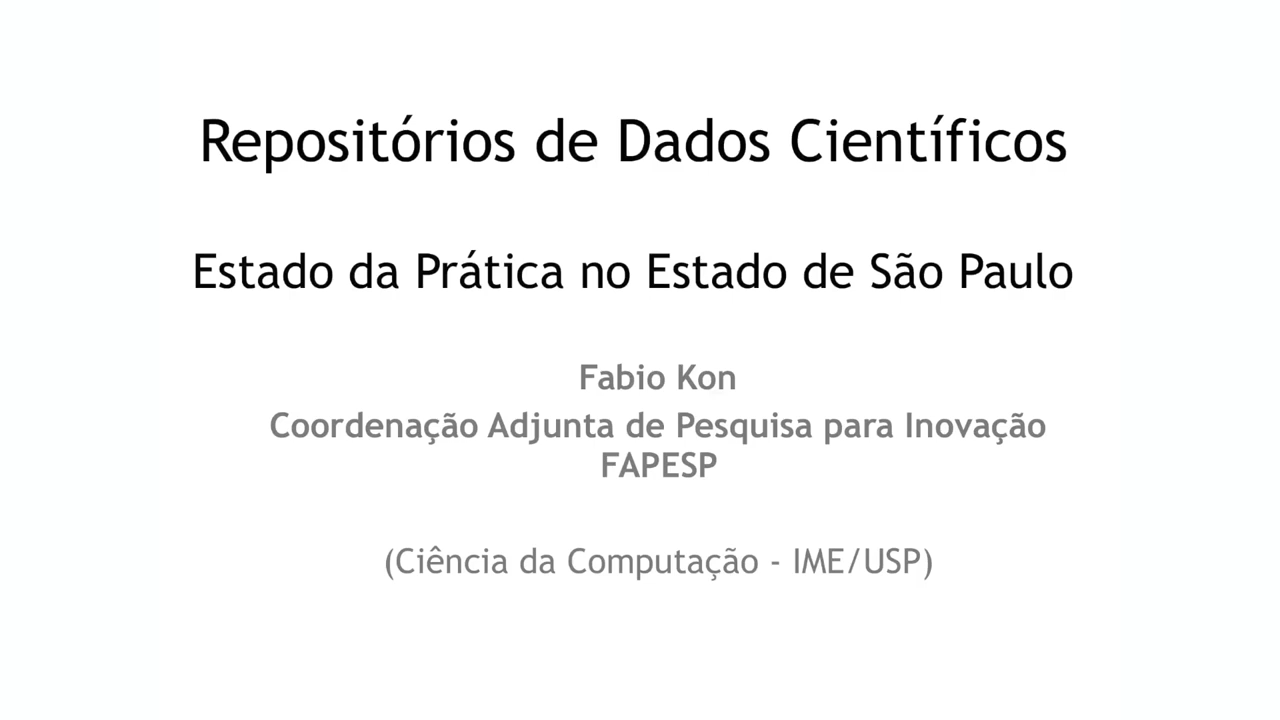 Repositórios de Dados Científicos
Estado da Prática no Estado de São Paulo
Fabio Kon
Coordenação Adjunta de Pesquisa para Inovação
FAPESP
(Ciência da Computação - IME/USP)